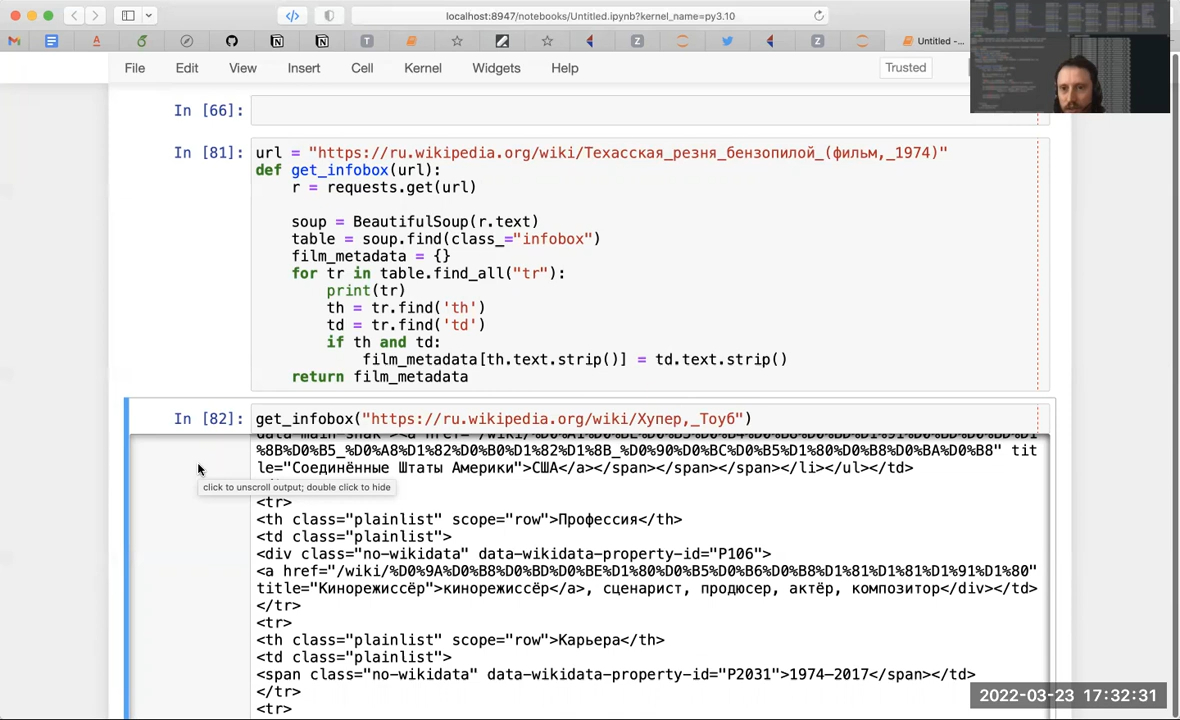 localhost:8947/notebooks/Untitled.ipynb?kernel_name=py3.10
Untitled -...
File Edit View Insert Cell Kernel Widgets Help Trusted
In [66]:
In [81]: url = "https://ru.wikipedia.org/wiki/Техасская_резня_бензопилой_(фильм,_1974)"
def get_infobox(url):
r = requests.get(url)
soup = BeautifulSoup(r.text)
table = soup.find(class_="infobox")
film_metadata = {}
for tr in table.find_all("tr"):
print(tr)
th = tr.find('th')
td = tr.find('td')
if th and td:
film_metadata[th.text.strip()] = td.text.strip()
return film_metadata
In [82]: get_infobox("https://ru.wikipedia.org/wiki/Хупер,_Тоуб")
%8B%D0%B5_%D0%A8%D1%82%D0%B0%D1%82%D1%8B_%D0%90%D0%BC%D0%B5%D1%80%D0%B8%D0%BA%D0%B8" tit
le="Соединённые Штаты Америки">США</a></span></span></span></li></ul></td>
click to unscroll output; double click to hide
<tr>
<th class="plainlist" scope="row">Профессия</th>
<td class="plainlist">
<div class="no-wikidata" data-wikidata-property-id="P106">
<a href="/wiki/%D0%9A%D0%B8%D0%BD%D0%BE%D1%80%D0%B5%D0%B6%D0%B8%D1%81%D1%81%D1%91%D1%80"
title="Кинорежиссёр">кинорежиссёр</a>, сценарист, продюсер, актёр, композитор</div></td>
</tr>
<tr>
<th class="plainlist" scope="row">Карьера</th>
<td class="plainlist">
<span class="no-wikidata" data-wikidata-property-id="P2031">1974—2017</span></td>
</tr>
<tr>
2022-03-23 17:32:31